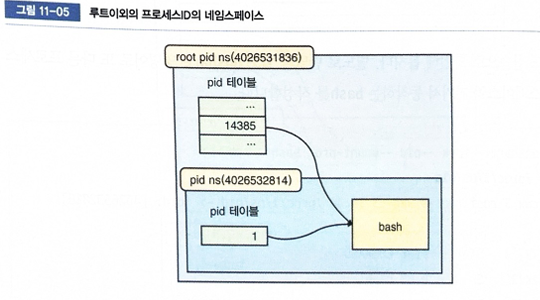 그림 11-05 루트이외의 프로세스ID의 네임스페이스
root pid ns(4026531836)
pid 테이블
...
14385
...
pid ns(4026532814)
pid 테이블
1
bash